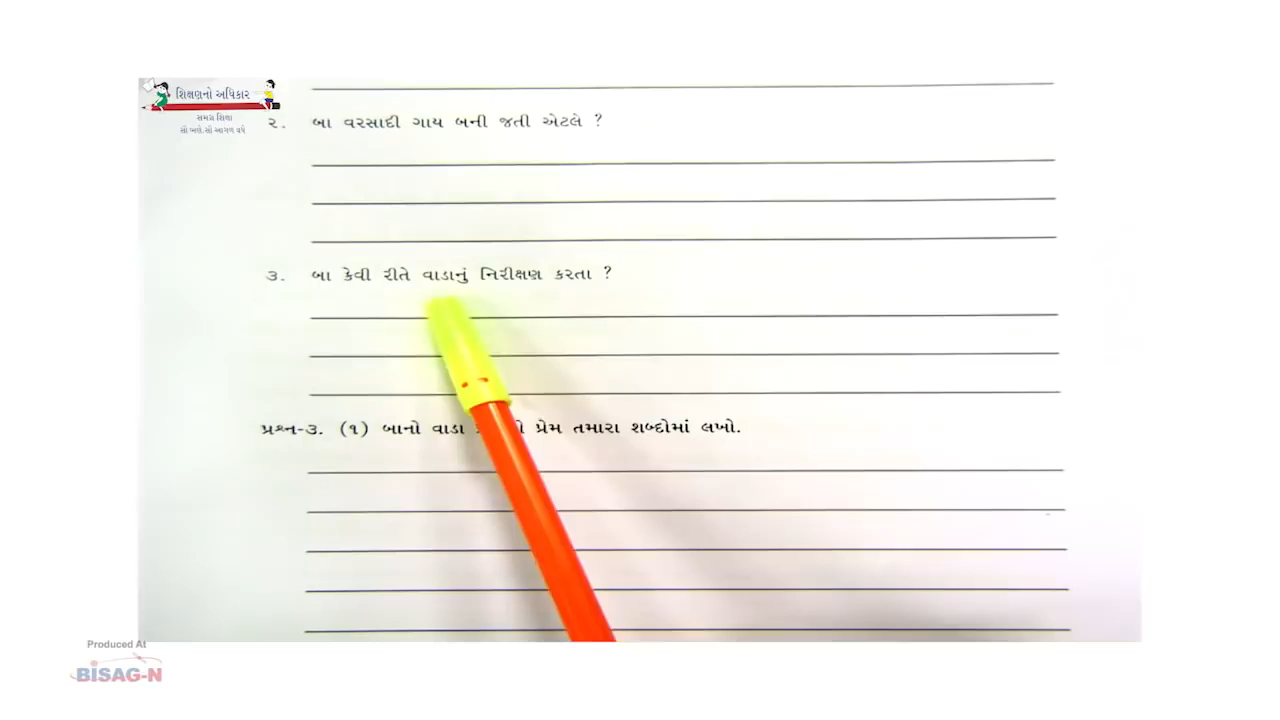 શિક્ષણનો અધિકાર
સમગ્ર શિક્ષા
સૌ ભણે.સૌ આગળ વધે
૨. બા વરસાદી ગાય બની જતી એટલે ?
૩. બા કેવી રીતે વાડાનું નિરીક્ષણ કરતા ?
પ્રશ્ન-૩. (૧) બાનો વાડા પ્રેમ તમારા શબ્દોમાં લખો.
Produced At
BISAG-N